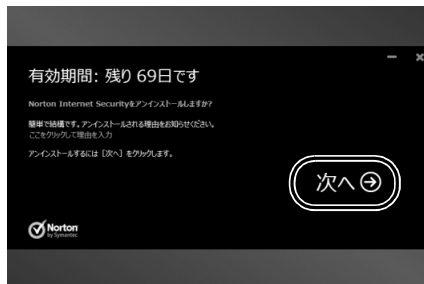 有効期間: 残り 69日です
Norton Internet Securityをアンインストールしますか?
簡単で結構です。アンインストールされる理由をお知らせください。
ここをクリックして理由を入力
アンインストールするには [次へ] をクリックします。
次へ
Norton
by Symantec